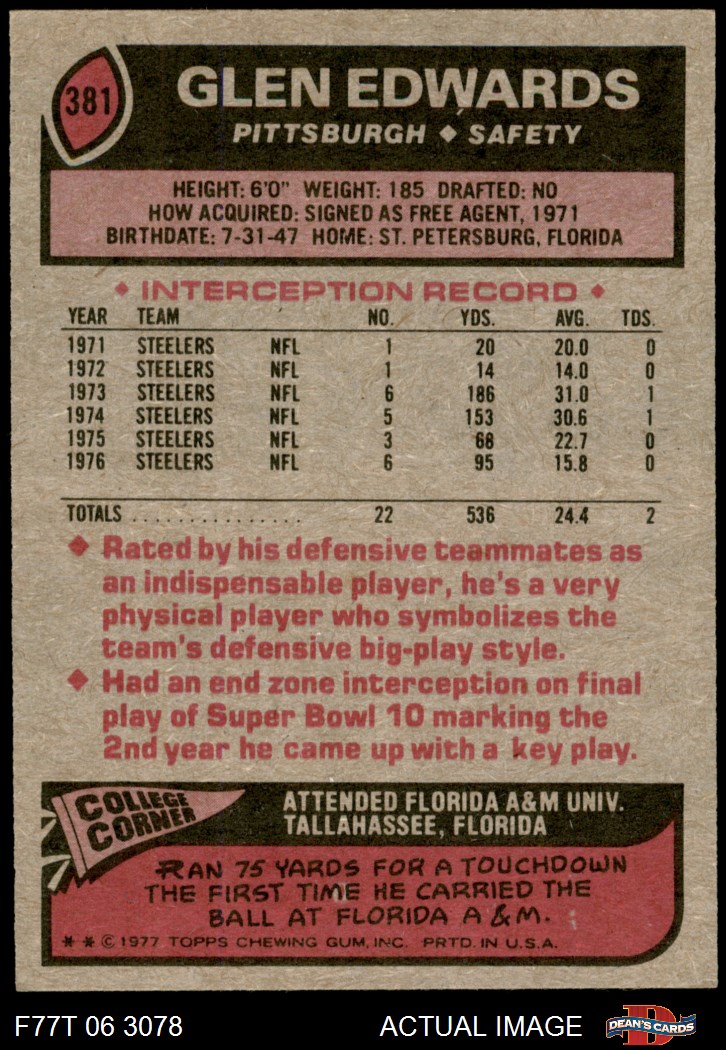 381
GLEN EDWARDS
PITTSBURGH ◆ SAFETY
HEIGHT: 6'0" WEIGHT: 185 DRAFTED: NO
HOW ACQUIRED: SIGNED AS FREE AGENT, 1971
BIRTHDATE: 7-31-47 HOME: ST. PETERSBURG, FLORIDA
◆ INTERCEPTION RECORD ◆
YEAR TEAM NO. YDS. AVG. TDS.
1971 STEELERS NFL 1 20 20.0 0
1972 STEELERS NFL 1 14 14.0 0
1973 STEELERS NFL 6 186 31.0 1
1974 STEELERS NFL 5 153 30.6 1
1975 STEELERS NFL 3 68 22.7 0
1976 STEELERS NFL 6 95 15.8 0
TOTALS ................ 22 536 24.4 2
◆ Rated by his defensive teammates as
an indispensable player, he's a very
physical player who symbolizes the
team's defensive big-play style.
◆ Had an end zone interception on final
play of Super Bowl 10 marking the
2nd year he came up with a key play.
COLLEGE
CORNER
ATTENDED FLORIDA A&M UNIV.
TALLAHASSEE, FLORIDA
RAN 75 YARDS FOR A TOUCHDOWN
THE FIRST TIME HE CARRIED THE
BALL AT FLORIDA A & M.
* * © 1977 TOPPS CHEWING GUM, INC. PRTD. IN U.S.A.
F77T 06 3078 ACTUAL IMAGE
D
DEAN'S CARDS